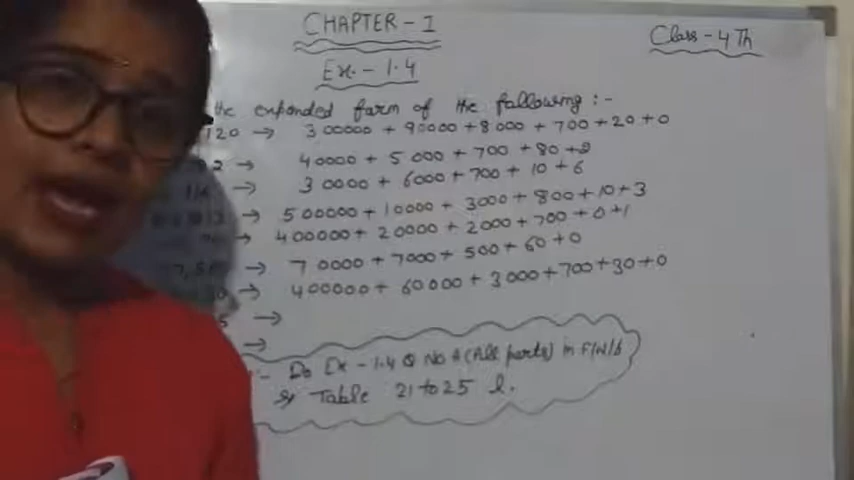 CHAPTER - I
Class - 4 Th
Ex. - 1.4
the expanded farm of the following :-
120 → 300000 + 90000 + 8000 + 700 + 20 + 0
2 → 40000 + 5000 + 700 + 80 + 2
→ 30000 + 6000 + 700 + 10 + 6
→ 500000 + 10000 + 3000 + 800 + 10 + 3
→ 400000 + 20000 + 2000 + 700 + 0 + 1
→ 70000 + 7000 + 500 + 60 + 0
→ 400000 + 60000 + 3000 + 700 + 30 + 0
→
→
:- Do Ex - 1.4 Q No 4 (All parts) in F/N/b
Table 21 to 25 l.